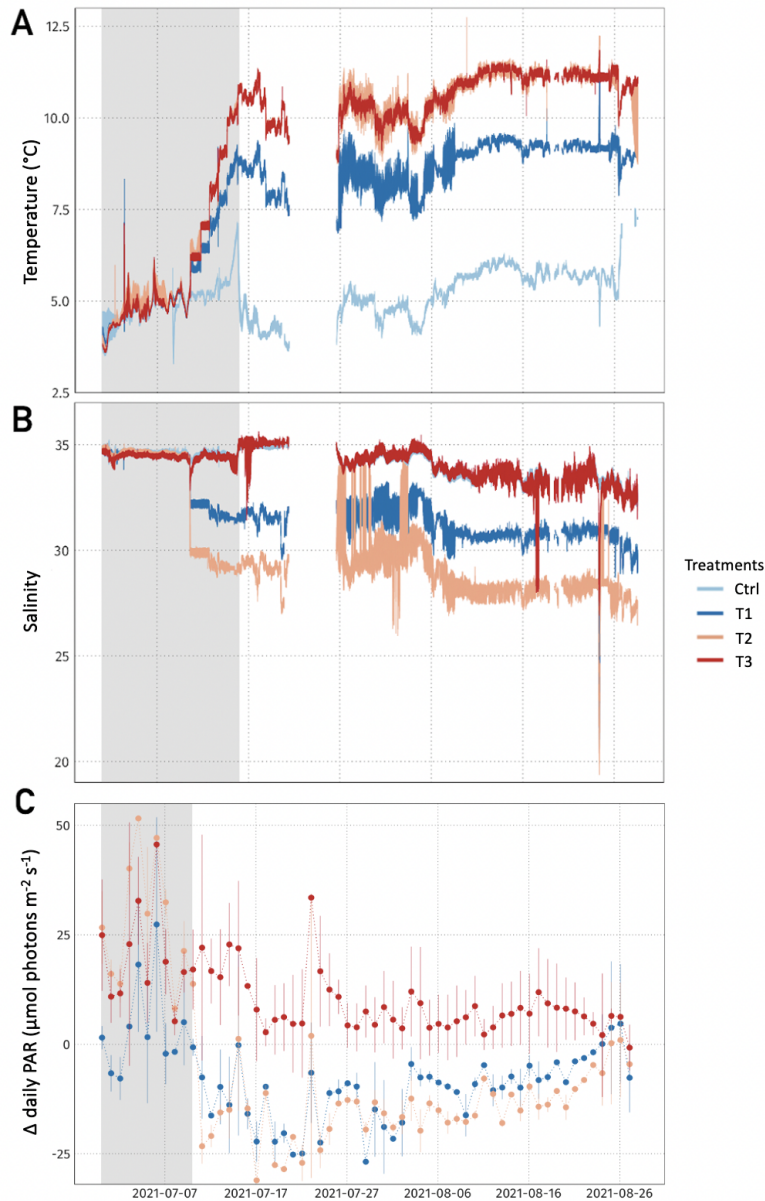 A
12.5
10.0
7.5
5.0
2.5
Temperature (°C)
B
35
30
25
20
Salinity
Treatments
Ctrl
T1
T2
T3
C
50
25
0
-25
Δ daily PAR (µmol photons m⁻² s⁻¹)
2021-07-07 2021-07-17 2021-07-27 2021-08-06 2021-08-16 2021-08-26